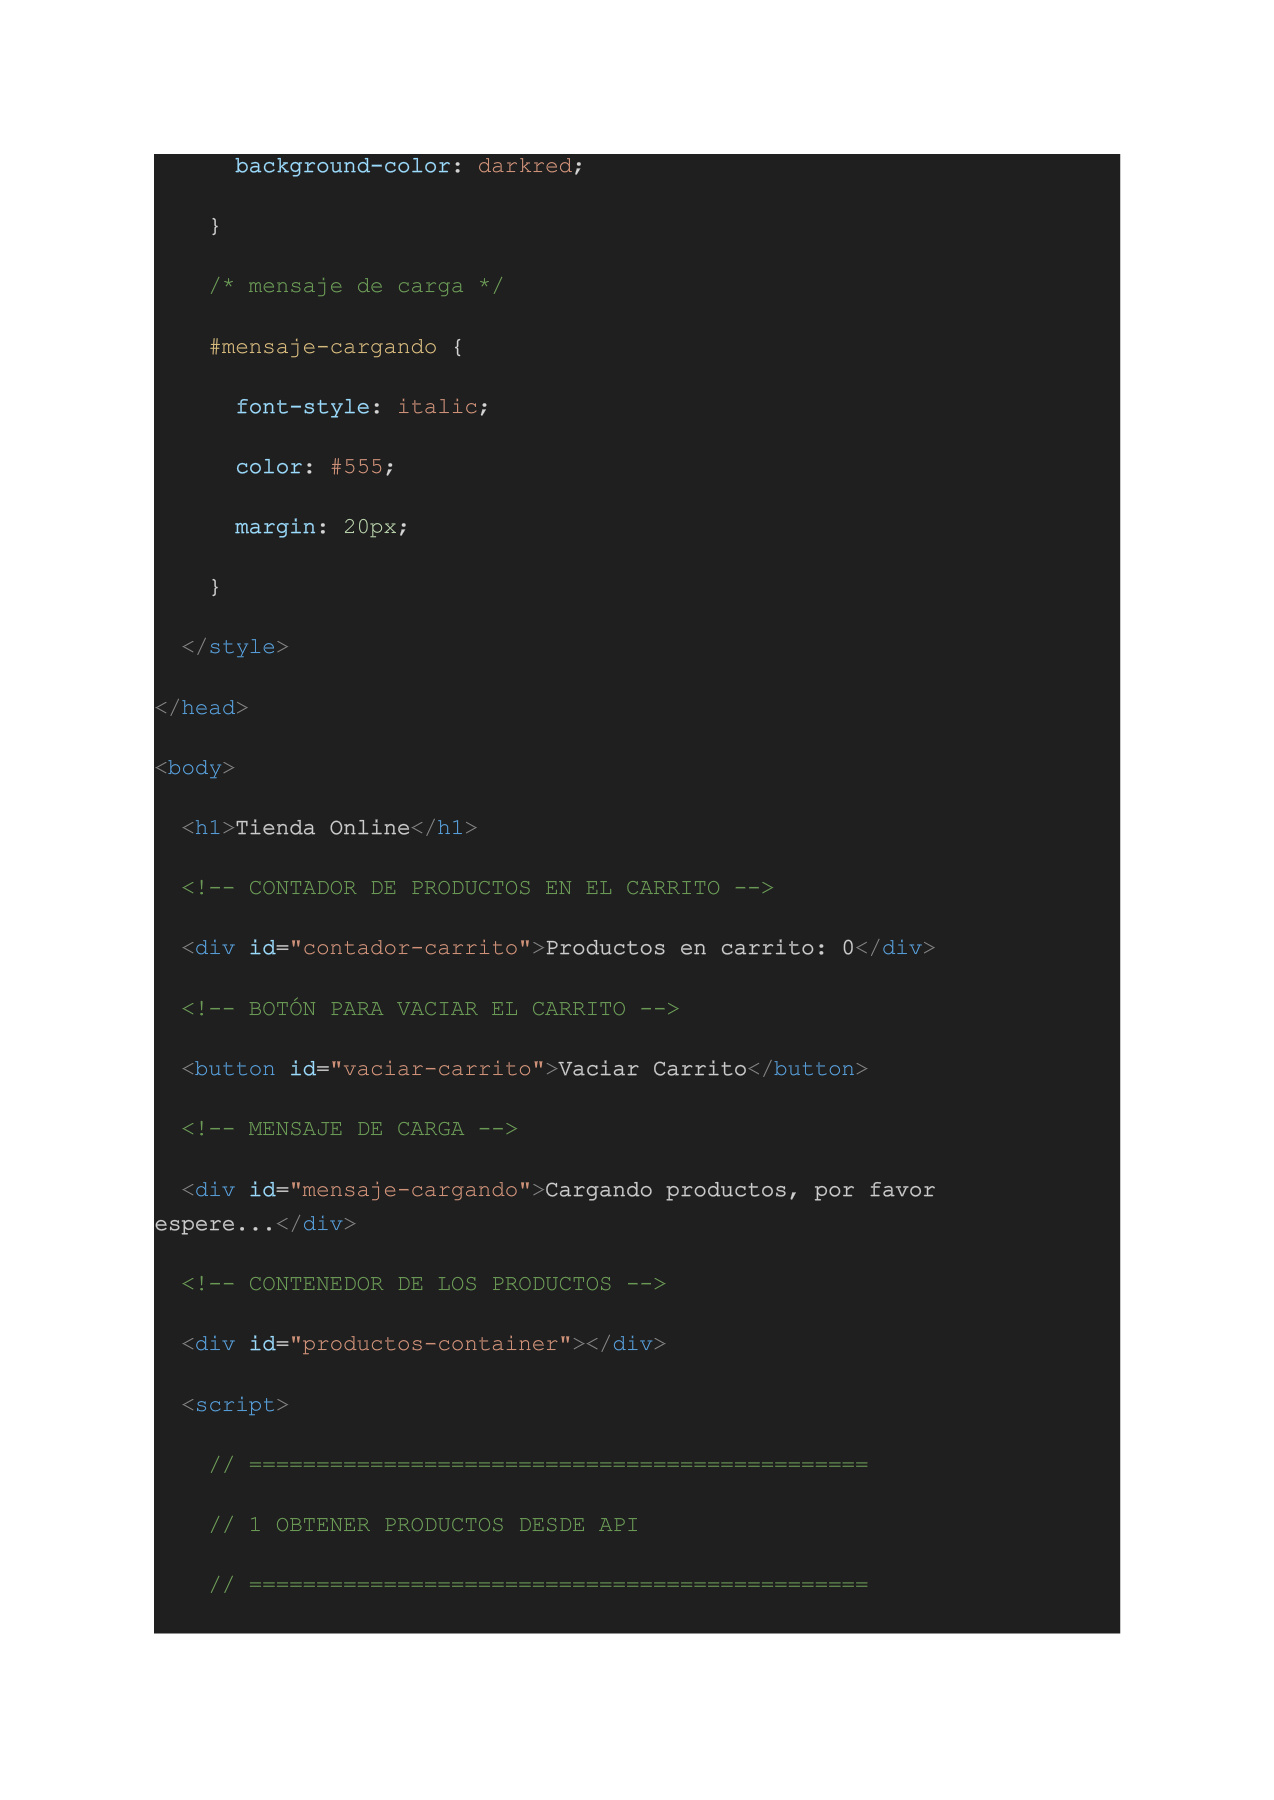 background-color: darkred;
}
/* mensaje de carga */
#mensaje-cargando {
font-style: italic;
color: #555;
margin: 20px;
}
</style>
</head>
<body>
<h1>Tienda Online</h1>
<!-- CONTADOR DE PRODUCTOS EN EL CARRITO -->
<div id="contador-carrito">Productos en carrito: 0</div>
<!-- BOTÓN PARA VACIAR EL CARRITO -->
<button id="vaciar-carrito">Vaciar Carrito</button>
<!-- MENSAJE DE CARGA -->
<div id="mensaje-cargando">Cargando productos, por favor
espere...</div>
<!-- CONTENEDOR DE LOS PRODUCTOS -->
<div id="productos-container"></div>
<script>
// ==============================================
// 1 OBTENER PRODUCTOS DESDE API
// ==============================================